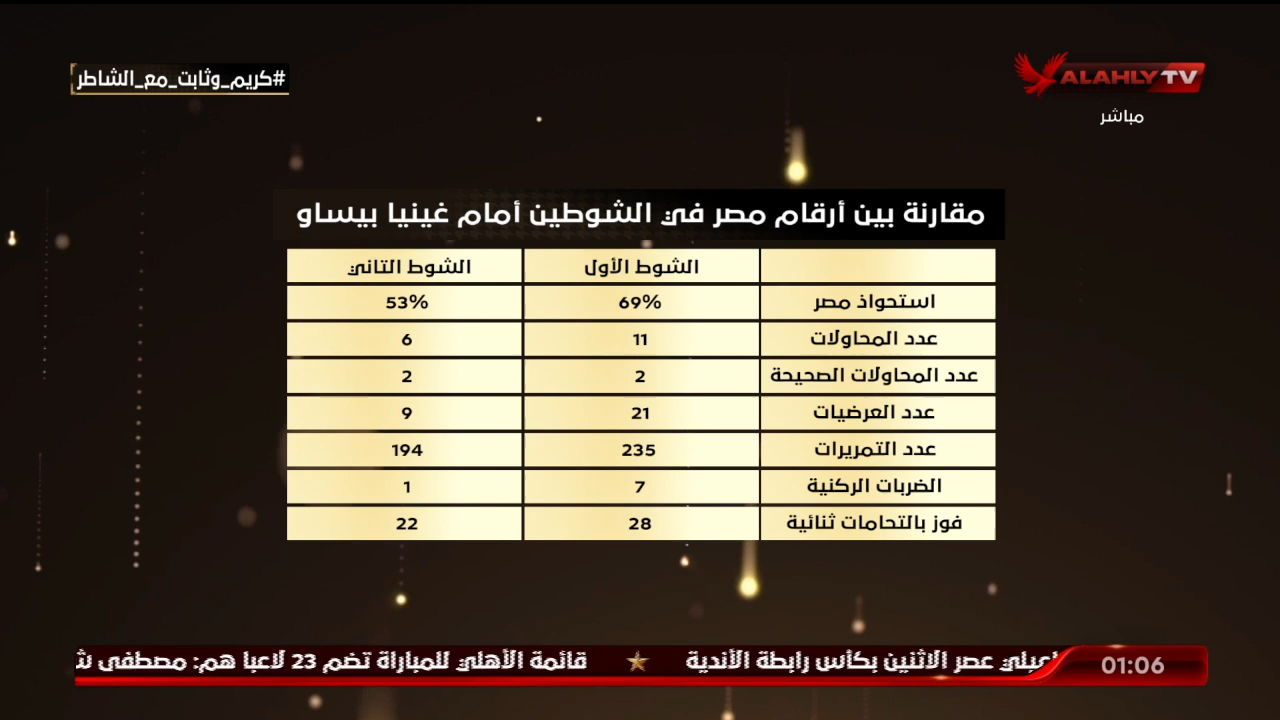 #كريم_وثابت_مع_الشاطر
ALAHLY TV
مباشر
مقارنة بين أرقام مصر في الشوطين أمام غينيا بيساو
الشوط الأول الشوط التاني
استحواذ مصر 69% 53%
عدد المحاولات 11 6
عدد المحاولات الصحيحة 2 2
عدد العرضيات 21 9
عدد التمريرات 235 194
الضربات الركنية 7 1
فوز بالتحامات ثنائية 28 22
01:06 عصر الاثنين بكأس رابطة الأندية ★ قائمة الأهلي للمباراة تضم 23 لاعبا هم: مصطفى